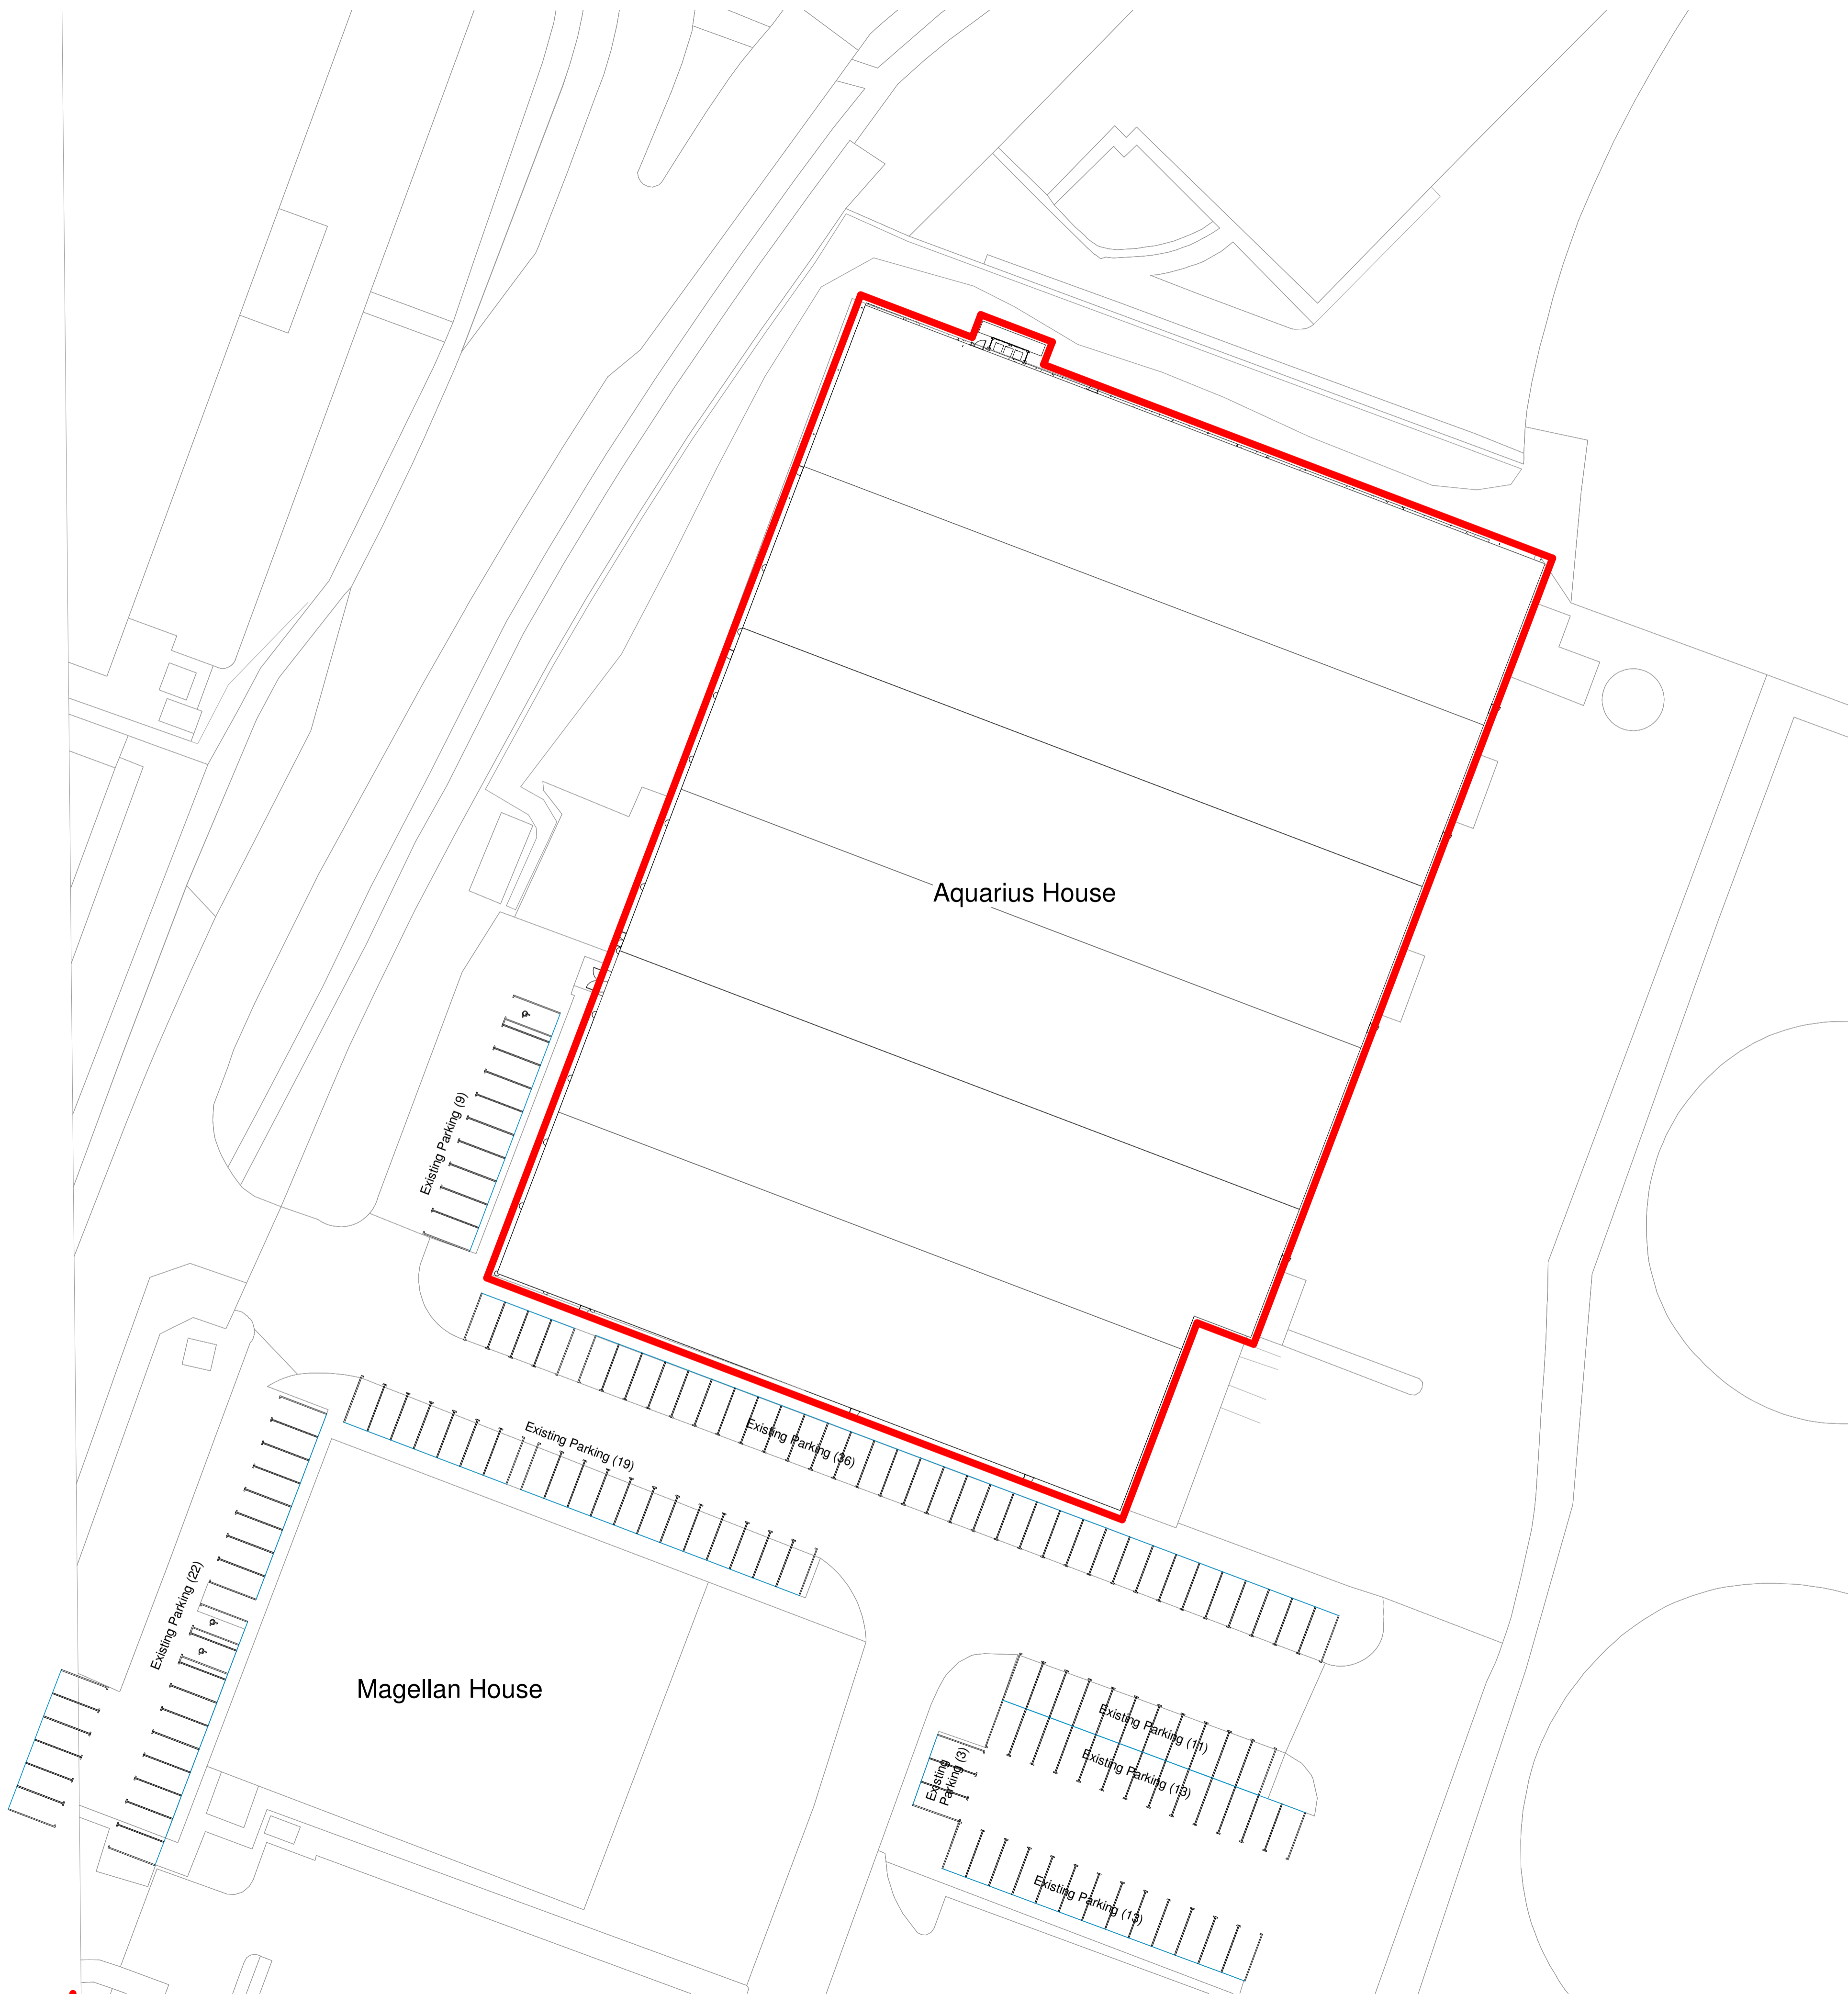 Aquarius House
Existing Parking (9)
Existing Parking (19)
Existing Parking (36)
Existing Parking (22)
Magellan House
Existing Parking (11)
Existing Parking (13)
Existing
Parking (3)
Existing Parking (13)